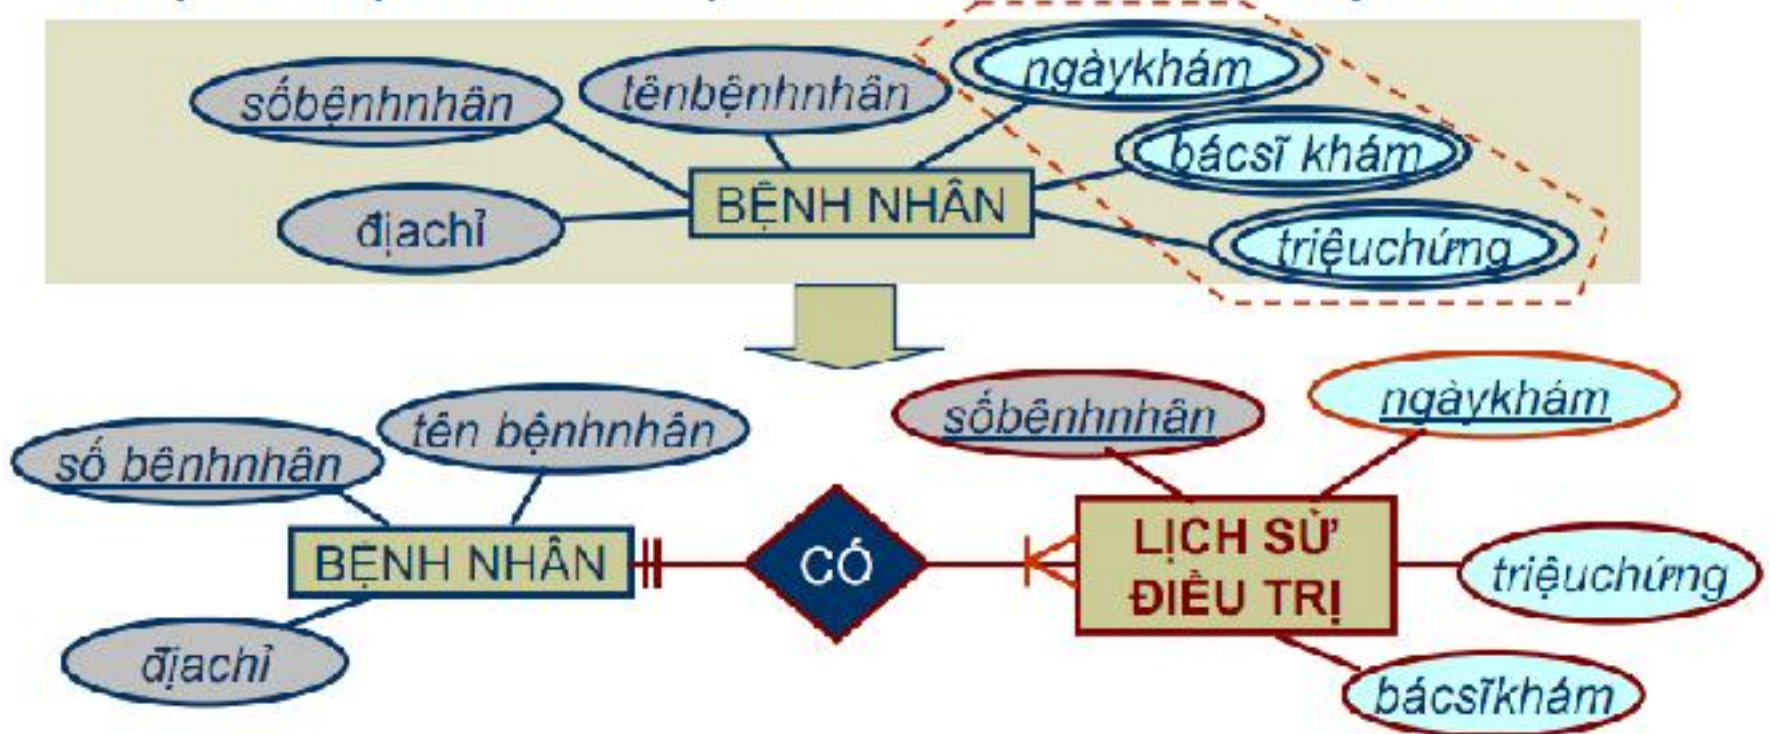 sốbệnhnhân
tênbệnhnhân
ngàykhám
bácsĩ khám
địachỉ
BỆNH NHÂN
triệuchứng
số bênhnhân
tên bệnhnhân
sốbênhnhân
ngàykhám
BỆNH NHÂN
CÓ
LỊCH SỬ
ĐIỀU TRỊ
triệuchứng
địachỉ
bácsĩkhám